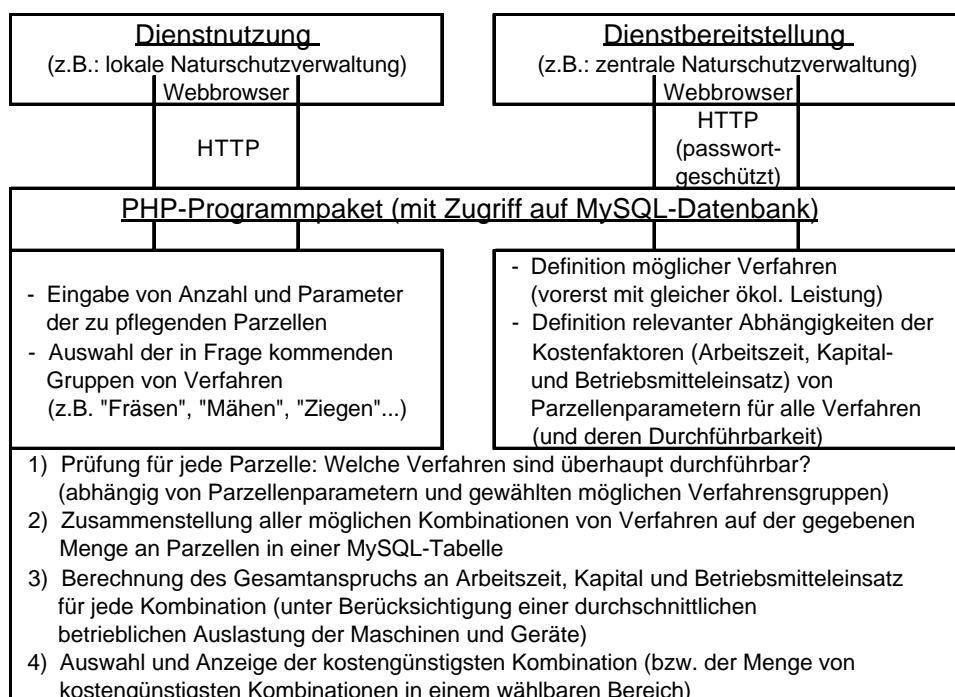 Dienstnutzung
(z.B.: lokale Naturschutzverwaltung)
Webbrowser
HTTP
Dienstbereitstellung
(z.B.: zentrale Naturschutzverwaltung)
Webbrowser
HTTP
(passwort-
geschützt)
PHP-Programmpaket (mit Zugriff auf MySQL-Datenbank)
- Eingabe von Anzahl und Parameter
der zu pflegenden Parzellen
- Auswahl der in Frage kommenden
Gruppen von Verfahren
(z.B. "Fräsen", "Mähen", "Ziegen"...)
- Definition möglicher Verfahren
(vorerst mit gleicher ökol. Leistung)
- Definition relevanter Abhängigkeiten der
Kostenfaktoren (Arbeitszeit, Kapital-
und Betriebsmitteleinsatz) von
Parzellenparametern für alle Verfahren
(und deren Durchführbarkeit)
1) Prüfung für jede Parzelle: Welche Verfahren sind überhaupt durchführbar?
(abhängig von Parzellenparametern und gewählten möglichen Verfahrensgruppen)
2) Zusammenstellung aller möglichen Kombinationen von Verfahren auf der gegebenen
Menge an Parzellen in einer MySQL-Tabelle
3) Berechnung des Gesamtanspruchs an Arbeitszeit, Kapital und Betriebsmitteleinsatz
für jede Kombination (unter Berücksichtigung einer durchschnittlichen
betrieblichen Auslastung der Maschinen und Geräte)
4) Auswahl und Anzeige der kostengünstigsten Kombination (bzw. der Menge von
kostengünstigsten Kombinationen in einem wählbaren Bereich)